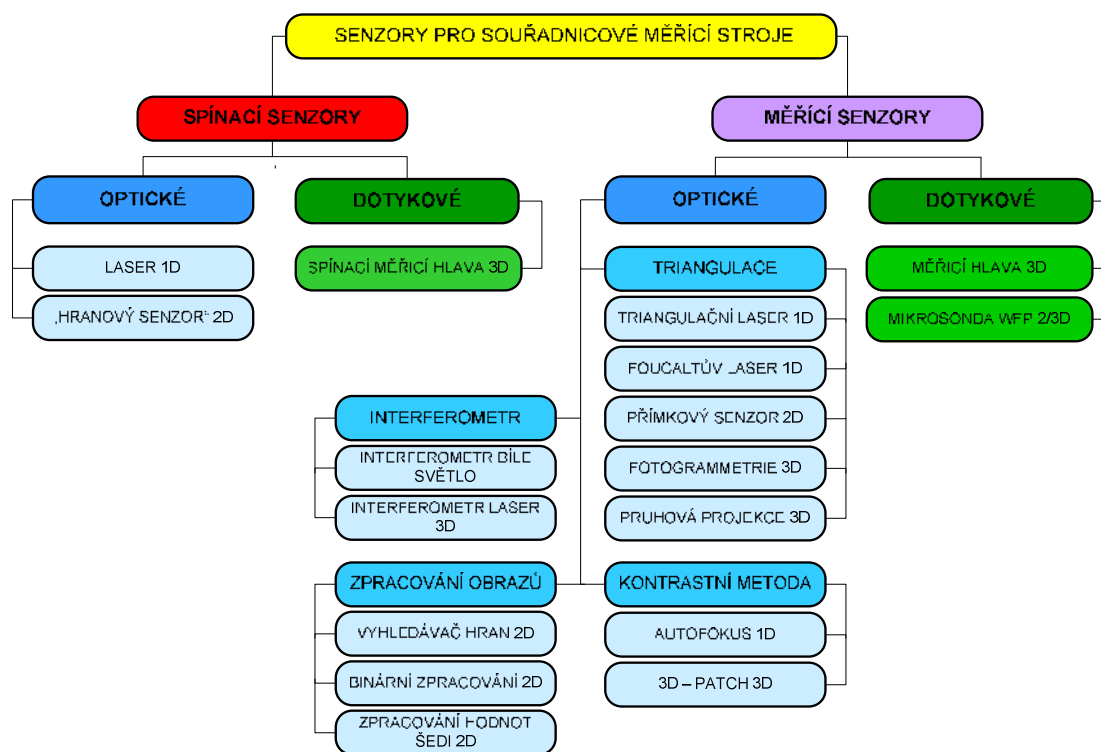 SENZORY PRO SOUŘADNICOVÉ MĚŘÍCÍ STROJE
SPÍNACÍ SENZORY
MĚŘÍCÍ SENZORY
OPTICKÉ
DOTYKOVÉ
OPTICKÉ
DOTYKOVÉ
LASER 1D
SPÍNACÍ MĚŘICÍ HLAVA 3D
TRIANGULACE
MĚŘICÍ HLAVA 3D
„HRANOVÝ SENZOR“ 2D
TRIANGULAČNÍ LASER 1D
MIKROSONDA WFP 2/3D
FOUCALTŮV LASER 1D
INTERFEROMETR
PŘÍMKOVÝ SENZOR 2D
INTERFEROMETR BÍLE
SVĚTLO
FOTOGRAMMETRIE 3D
INTERFEROMETR LASER
3D
PRUHOVÁ PROJEKCE 3D
ZPRACOVÁNÍ OBRAZŮ
KONTRASTNÍ METODA
VYHLEDÁVAČ HRAN 2D
AUTOFOKUS 1D
BINÁRNÍ ZPRACOVÁNÍ 2D
3D – PATCH 3D
ZPRACOVÁNÍ HODNOT
ŠEDI 2D